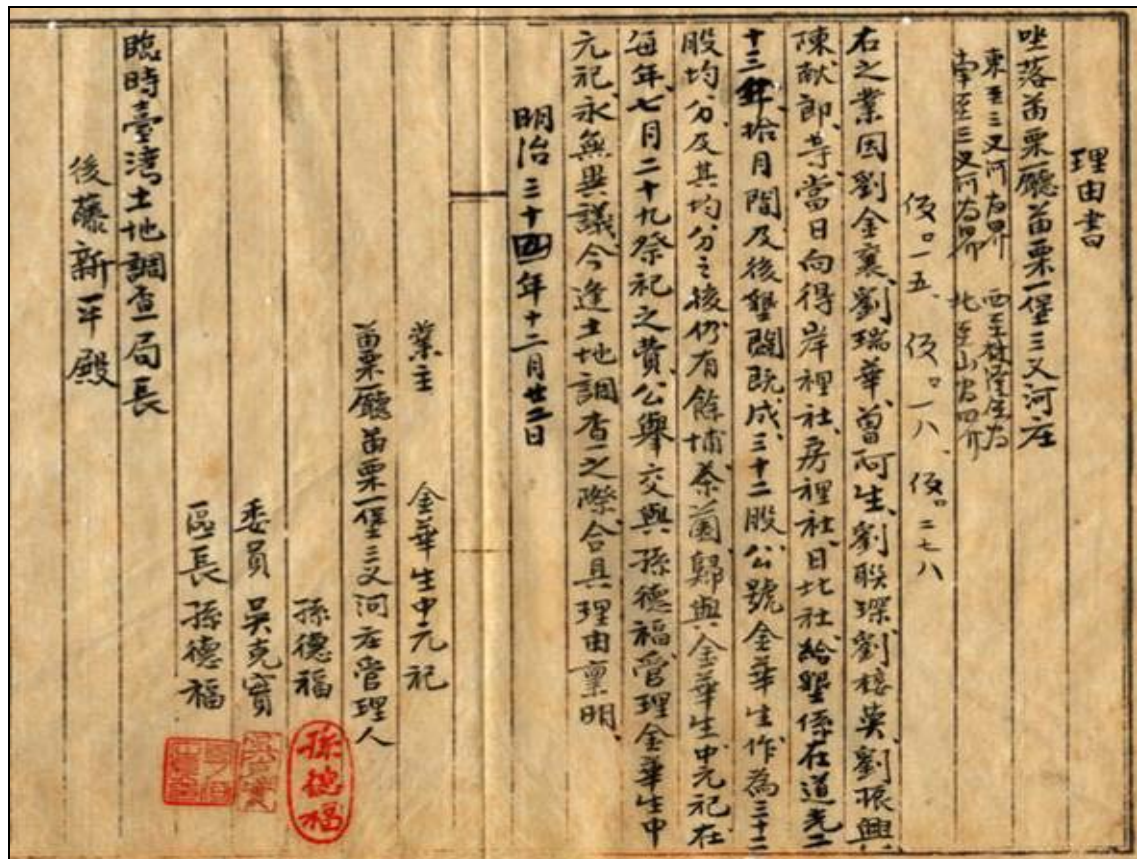 理由書
坐落苗栗廳苗栗一堡三叉河庄
東至三叉河為界 西至為
南至三叉河為界 北至山為界
仮。一五、仮。一八、仮。二七八
右之業因劉金襄、劉瑞華、曾阿生、劉聯琛、劉樓英、劉振興、
陳献郎、等、當日向得岸裡社、房裡社、日北社、給墾係在道光二
十三年拾月間及後墾闢既成、三十二股公號金華生作為三十二
股均分、及其均分之後仍有餘埔茶園歸與金華生中元祀在
每年、七月二十九祭祀之費、公舉交與孫德福管理金華生中
元祀、永無異議、今逢土地調查之際、合具理由稟明、
明治三十四年十二月廿二日
業主 金華生中元祀
苗栗廳苗栗一堡三叉河庄管理人
孫德福
孫德福
委員 吳克實
區長 孫德福
臨時臺灣土地調查局長
後藤新平殿